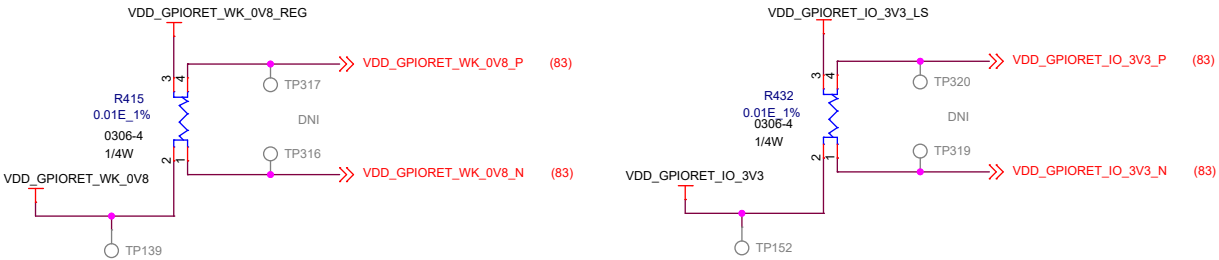 VDD_GPIORET_WK_0V8_REG
3
4
VDD_GPIORET_WK_0V8_P (83)
TP317
R415
0.01E_1%
0306-4
1/4W
DNI
TP316
2
1
VDD_GPIORET_WK_0V8_N (83)
VDD_GPIORET_WK_0V8
TP139
VDD_GPIORET_IO_3V3_LS
3
4
VDD_GPIORET_IO_3V3_P (83)
TP320
R432
0.01E_1%
0306-4
1/4W
DNI
TP319
2
1
VDD_GPIORET_IO_3V3_N (83)
VDD_GPIORET_IO_3V3
TP152